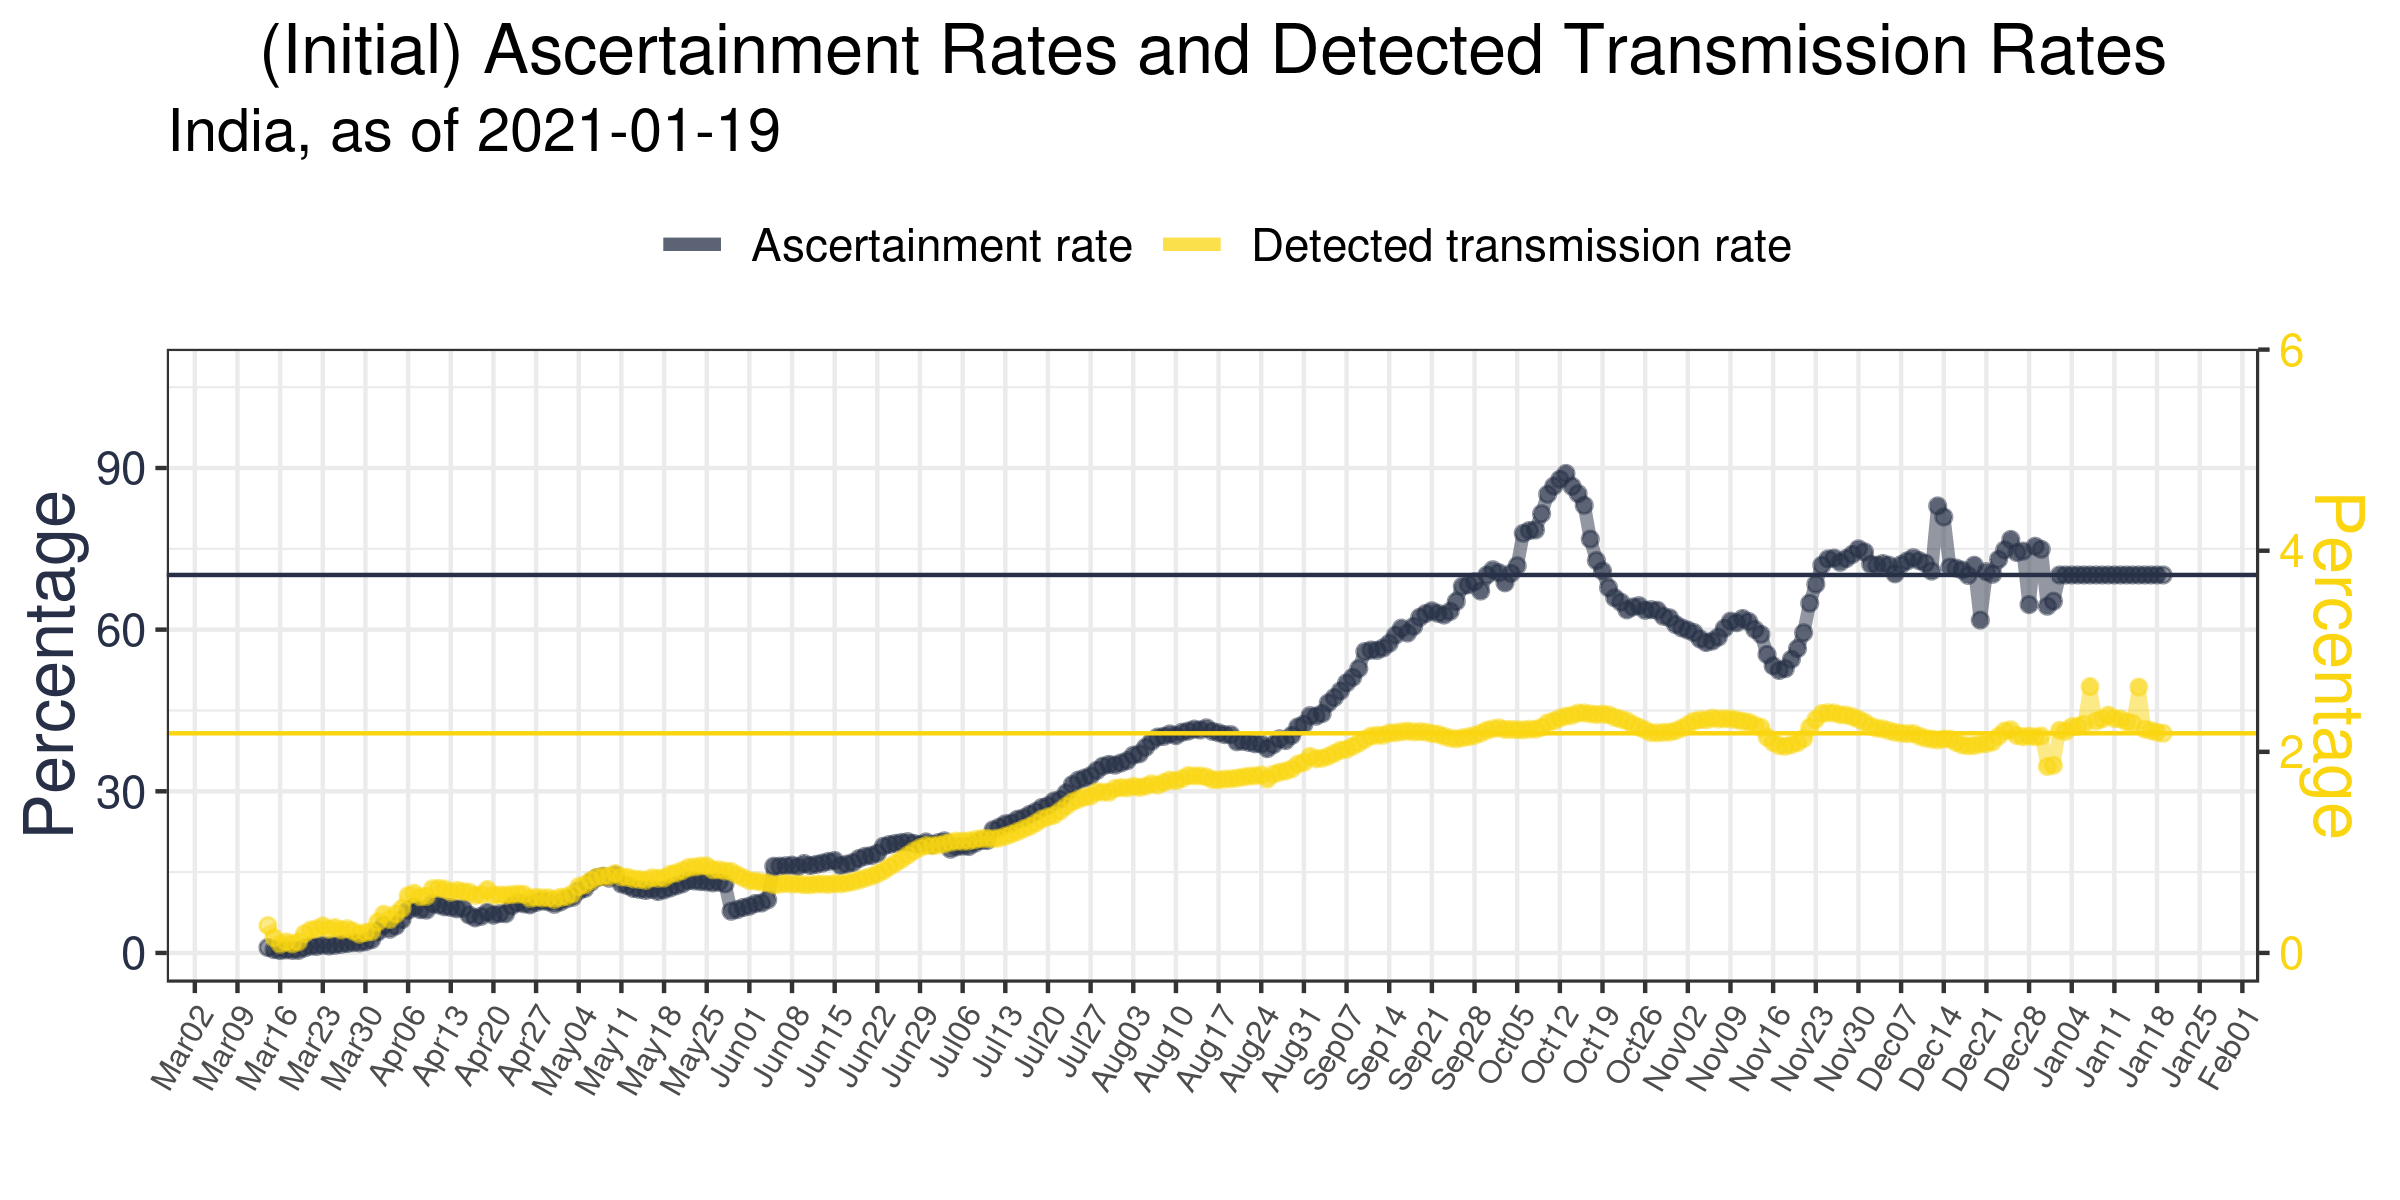 (Initial) Ascertainment Rates and Detected Transmission Rates
India, as of 2021-01-19
Ascertainment rate Detected transmission rate
Percentage
90
60
30
0
6
4
2
0
Percentage
Mar02 Mar09 Mar16 Mar23 Mar30 Apr06 Apr13 Apr20 Apr27 May04 May11 May18 May25 Jun01 Jun08 Jun15 Jun22 Jun29 Jul06 Jul13 Jul20 Jul27 Aug03 Aug10 Aug17 Aug24 Aug31 Sep07 Sep14 Sep21 Sep28 Oct05 Oct12 Oct19 Oct26 Nov02 Nov09 Nov16 Nov23 Nov30 Dec07 Dec14 Dec21 Dec28 Jan04 Jan11 Jan18 Jan25 Feb01